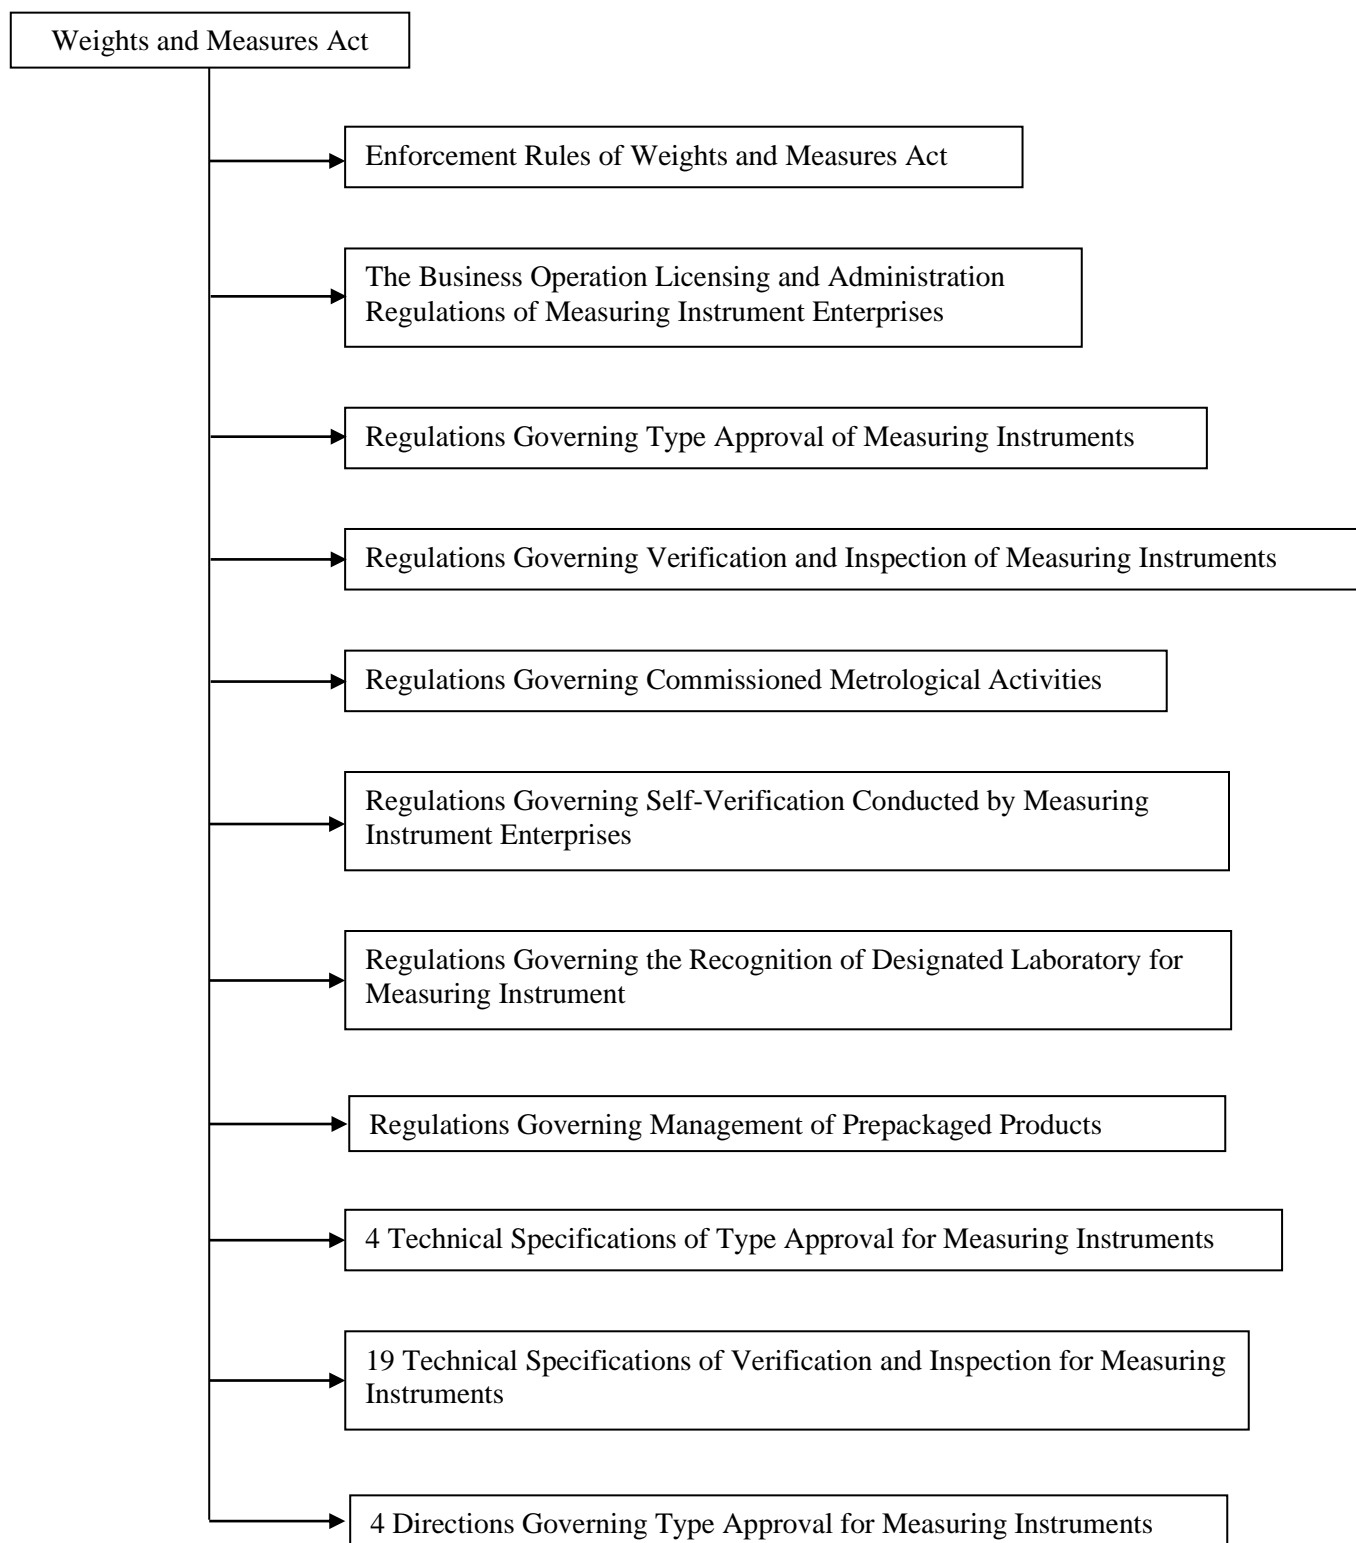 Weights and Measures Act
Enforcement Rules of Weights and Measures Act
The Business Operation Licensing and Administration
Regulations of Measuring Instrument Enterprises
Regulations Governing Type Approval of Measuring Instruments
Regulations Governing Verification and Inspection of Measuring Instruments
Regulations Governing Commissioned Metrological Activities
Regulations Governing Self-Verification Conducted by Measuring
Instrument Enterprises
Regulations Governing the Recognition of Designated Laboratory for
Measuring Instrument
Regulations Governing Management of Prepackaged Products
4 Technical Specifications of Type Approval for Measuring Instruments
19 Technical Specifications of Verification and Inspection for Measuring
Instruments
4 Directions Governing Type Approval for Measuring Instruments